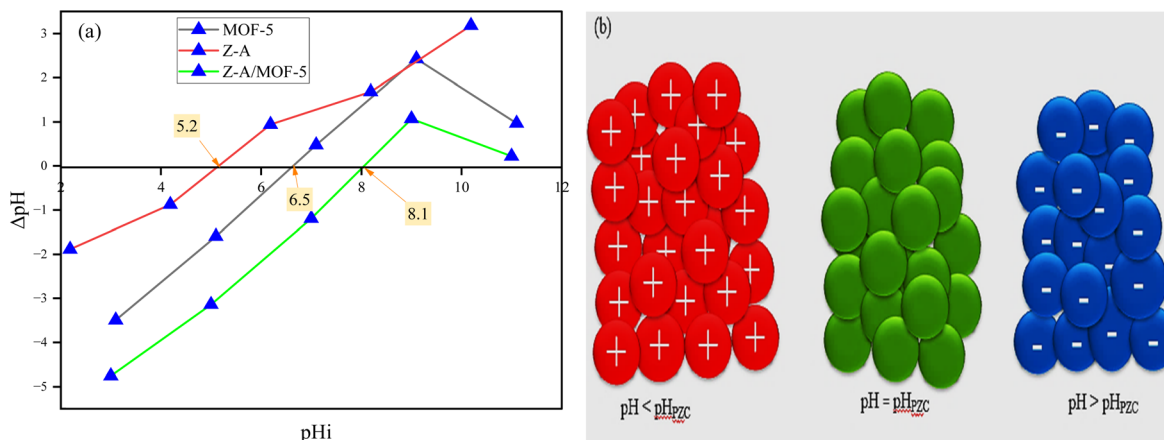 (a)
MOF-5
Z-A
Z-A/MOF-5
3
2
1
0
−1
−2
−3
−4
−5
ΔpH
5.2
6.5
8.1
2 4 6 8 10 12
pHi
(b)
+ + + + + + + + + + + + + + + + + + + + + + + +
- - - - - - - - - - - - - - - - - -
pH < pHPZC
pH = pHPZC
pH > pHPZC